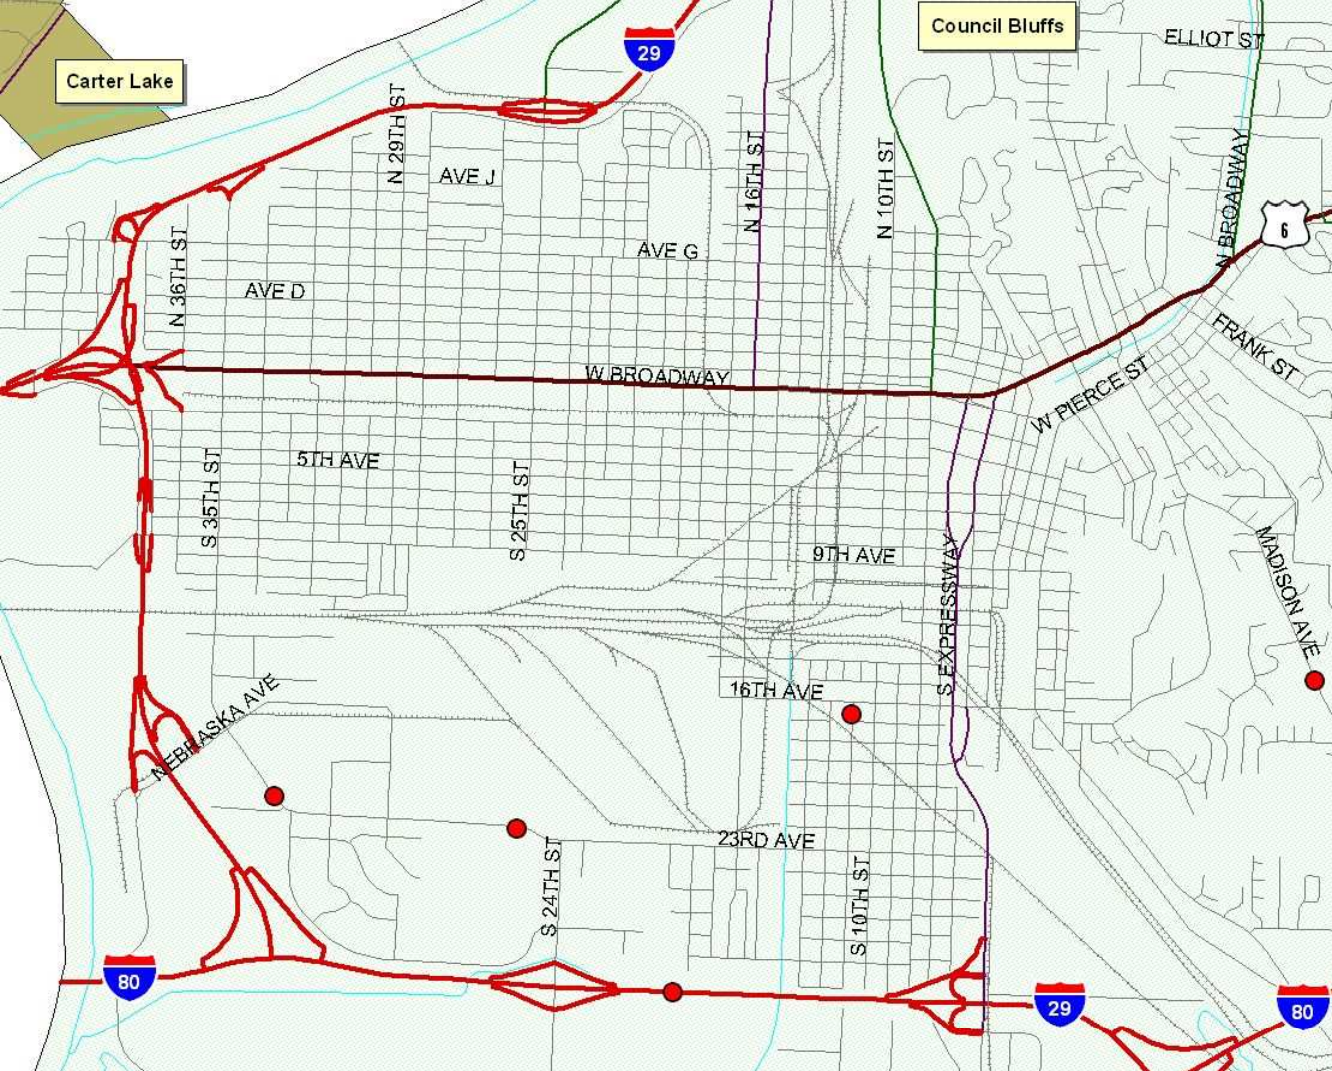 Carter Lake
29
Council Bluffs
ELLIOT ST
N 29TH ST
AVE J
N 16TH ST
N 10TH ST
N BROADWAY
6
N 36TH ST
AVE G
AVE D
W BROADWAY
FRANK ST
W PIERCE ST
S 35TH ST
5TH AVE
S 25TH ST
9TH AVE
S EXPRESSWAY
MADISON AVE
NEBRASKA AVE
16TH AVE
23RD AVE
S 24TH ST
S 10TH ST
80
29
80